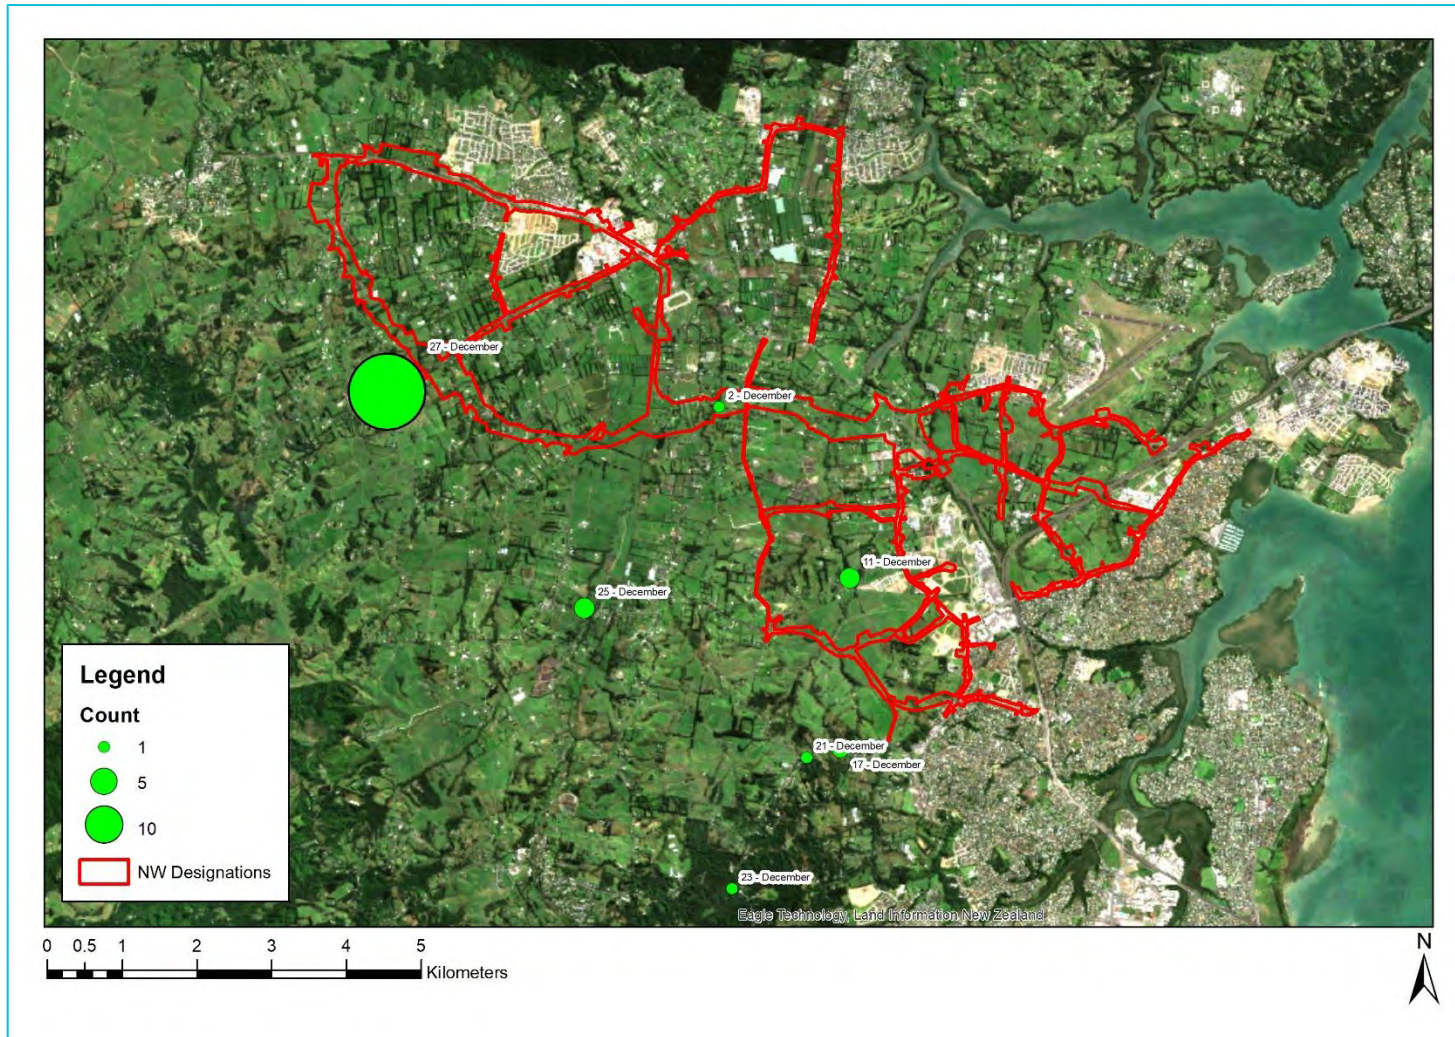 27 - December
2 - December
11 - December
25 - December
21 - December
17 - December
23 - December
Legend
Count
1
5
10
NW Designations
Eagle Technology, Land Information New Zealand
0 0.5 1 2 3 4 5
Kilometers
N